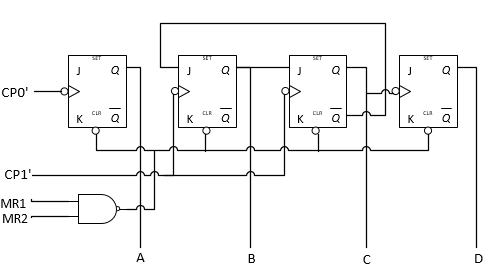 SET SET SET SET
J Q J Q J Q J Q
CP0'
K CLR Q K CLR Q K CLR Q K CLR Q
CP1'
MR1
MR2
A B C D